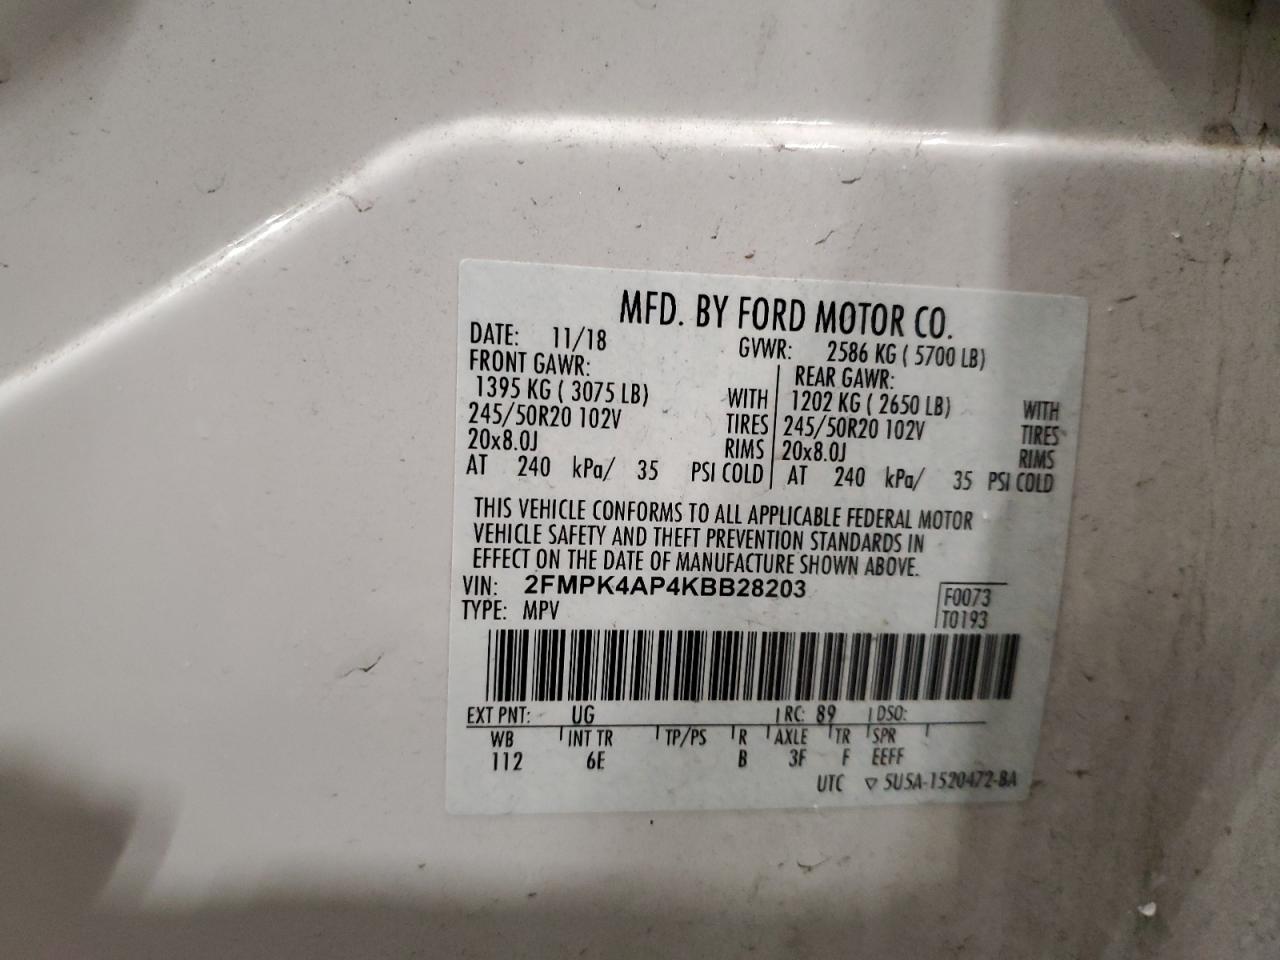 MFD. BY FORD MOTOR CO.
DATE: 11/18 GVWR: 2586 KG ( 5700 LB)
FRONT GAWR: REAR GAWR:
1395 KG ( 3075 LB) WITH 1202 KG ( 2650 LB) WITH
245/50R20 102V TIRES 245/50R20 102V TIRES
20x8.0J RIMS 20x8.0J RIMS
AT 240 kPa/ 35 PSI COLD AT 240 kPa/ 35 PSI COLD
THIS VEHICLE CONFORMS TO ALL APPLICABLE FEDERAL MOTOR
VEHICLE SAFETY AND THEFT PREVENTION STANDARDS IN
EFFECT ON THE DATE OF MANUFACTURE SHOWN ABOVE.
VIN: 2FMPK4AP4KBB28203 F0073
TYPE: MPV T0193
EXT PNT: UG RC: 89 DSO:
WB INT TR TP/PS R AXLE TR SPR
112 6E B 3F F EEFF
UTC ▽ 5U5A-1520472-BA